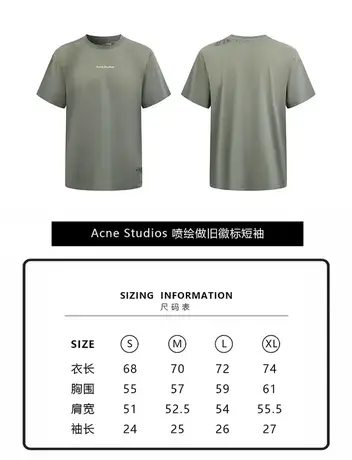 Acne Studios 喷绘做旧徽标短袖
SIZING INFORMATION
尺码表
SIZE S M L XL
衣长 68 70 72 74
胸围 55 57 59 61
肩宽 51 52.5 54 55.5
袖长 24 25 26 27